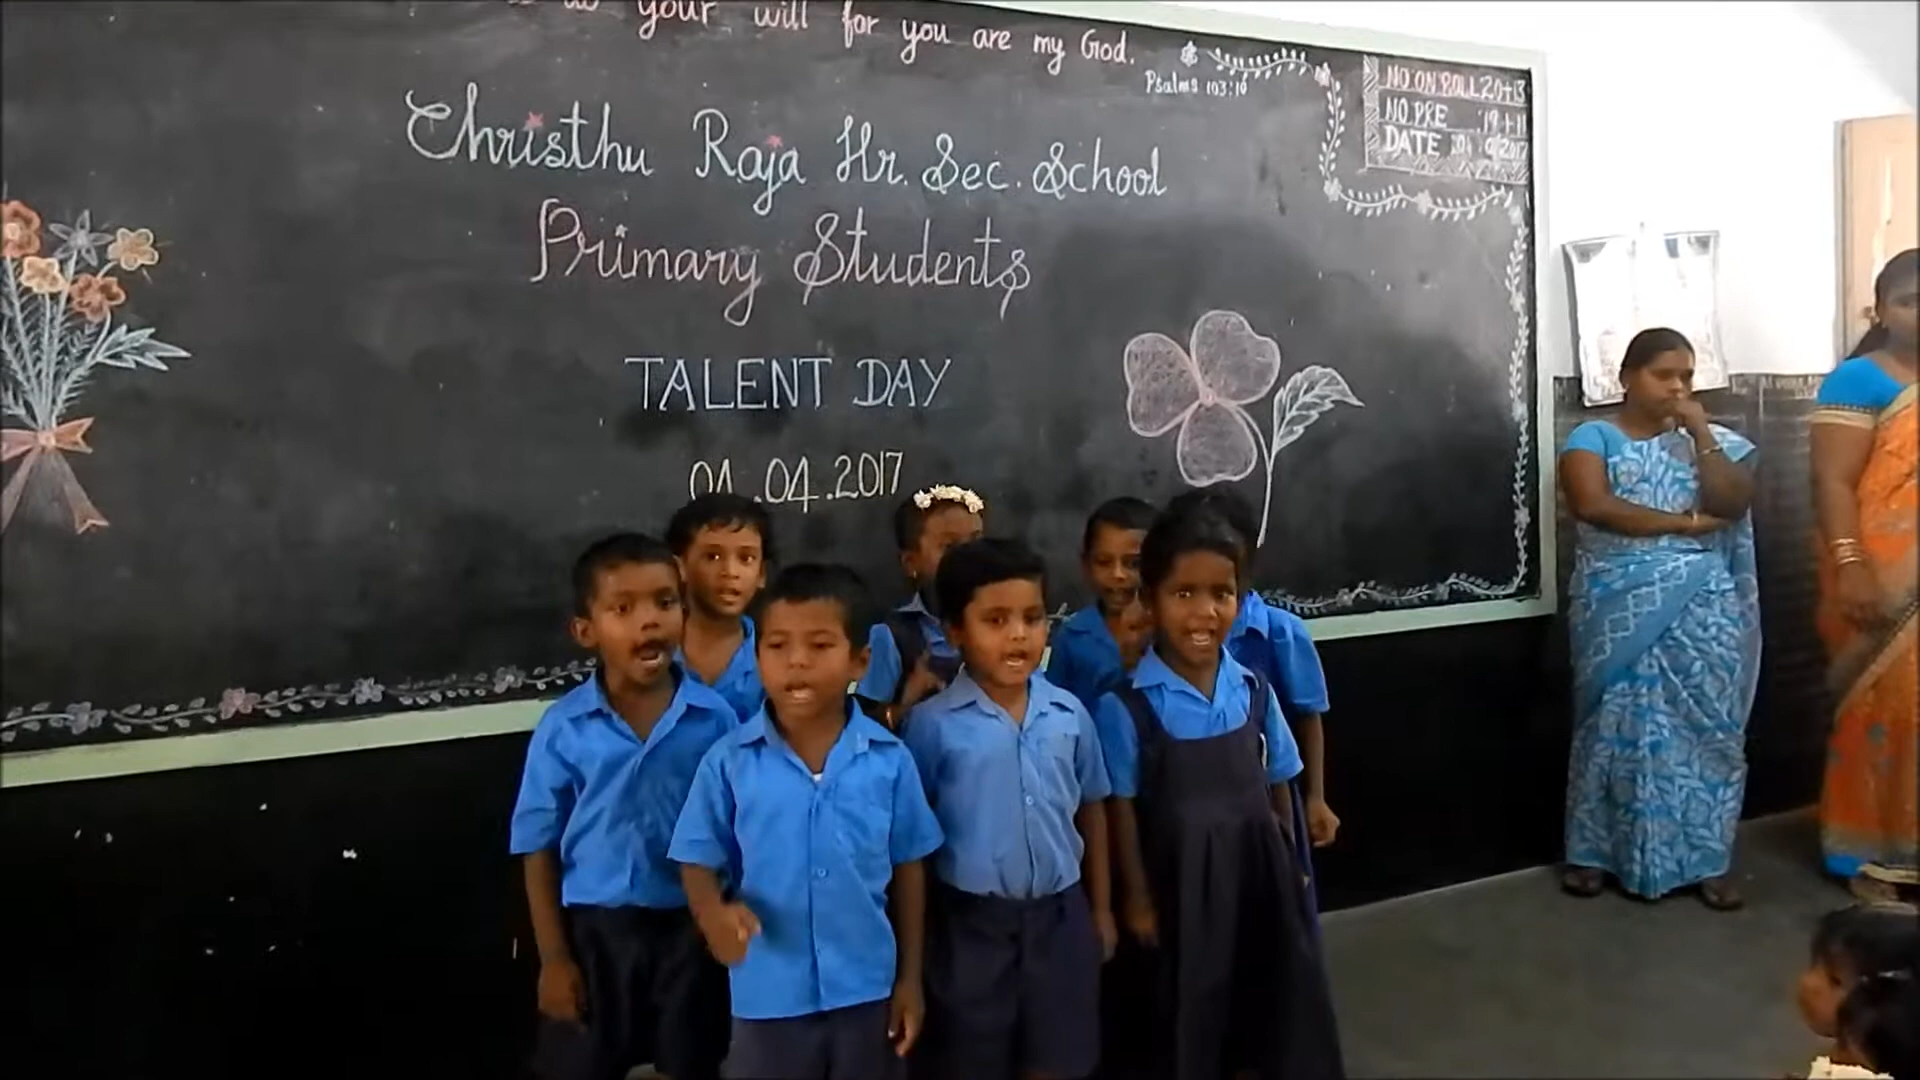 your will for you are my God.
Psalms 103:10
Christhu Raja Hr. Sec. School
Primary Students
TALENT DAY
04.2017
NO ON ROLL 20+13
NO PRE : 19+11
DATE